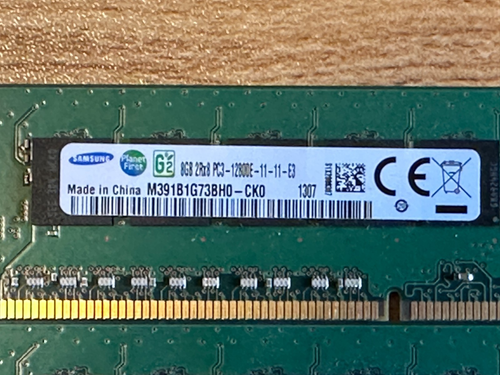 SAMSUNG Planet First G2 8GB 2Rx8 PC3-12800E-11-11-E3
Made in China M391B1G73BH0-CK0 1307
CE